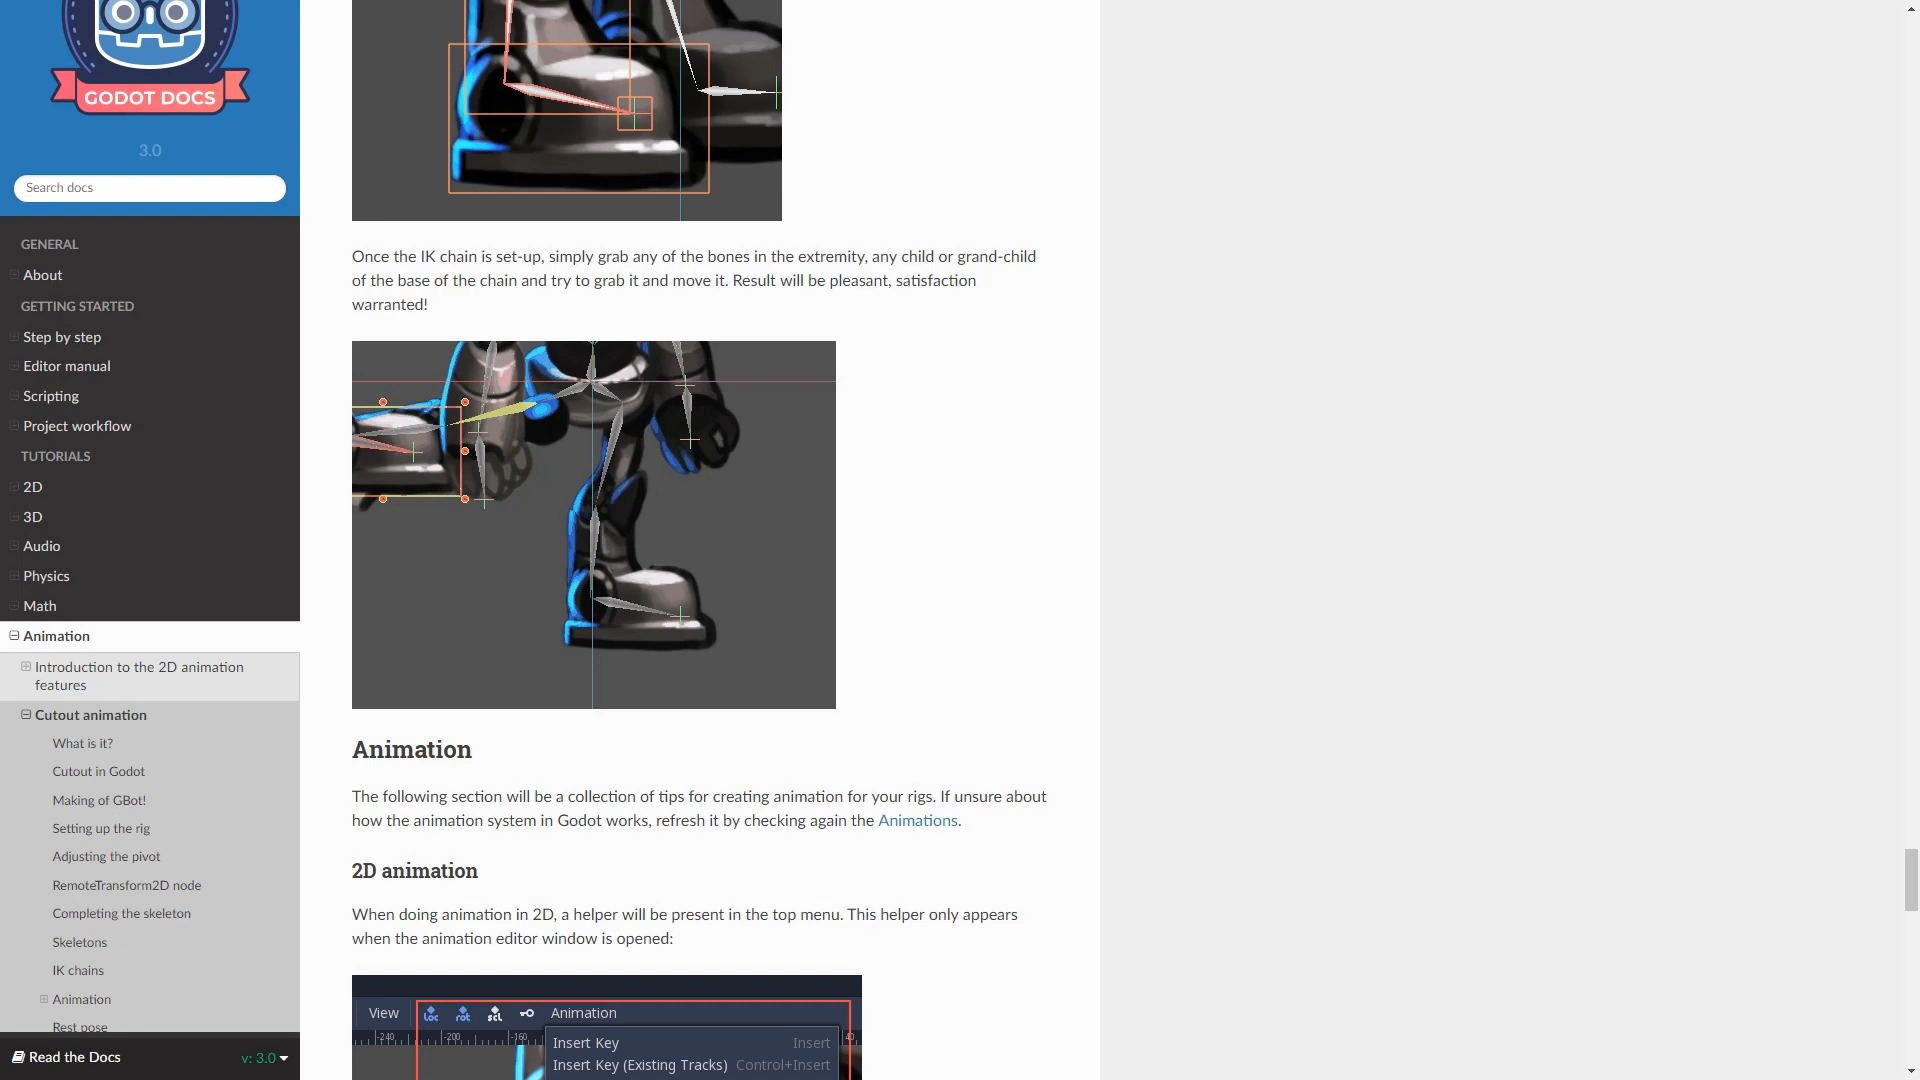 GODOT DOCS
3.0
Search docs
GENERAL
About
GETTING STARTED
Step by step
Editor manual
Scripting
Project workflow
TUTORIALS
2D
3D
Audio
Physics
Math
Animation
Introduction to the 2D animation
features
Cutout animation
What is it?
Cutout in Godot
Making of GBot!
Setting up the rig
Adjusting the pivot
RemoteTransform2D node
Completing the skeleton
Skeletons
IK chains
Animation
Rest pose
Read the Docs
v: 3.0
Once the IK chain is set-up, simply grab any of the bones in the extremity, any child or grand-child
of the base of the chain and try to grab it and move it. Result will be pleasant, satisfaction
warranted!
Animation
The following section will be a collection of tips for creating animation for your rigs. If unsure about
how the animation system in Godot works, refresh it by checking again the Animations.
2D animation
When doing animation in 2D, a helper will be present in the top menu. This helper only appears
when the animation editor window is opened:
View loc rot scl Animation
-240 -200 -160 40
Insert Key Insert
Insert Key (Existing Tracks) Control+Insert